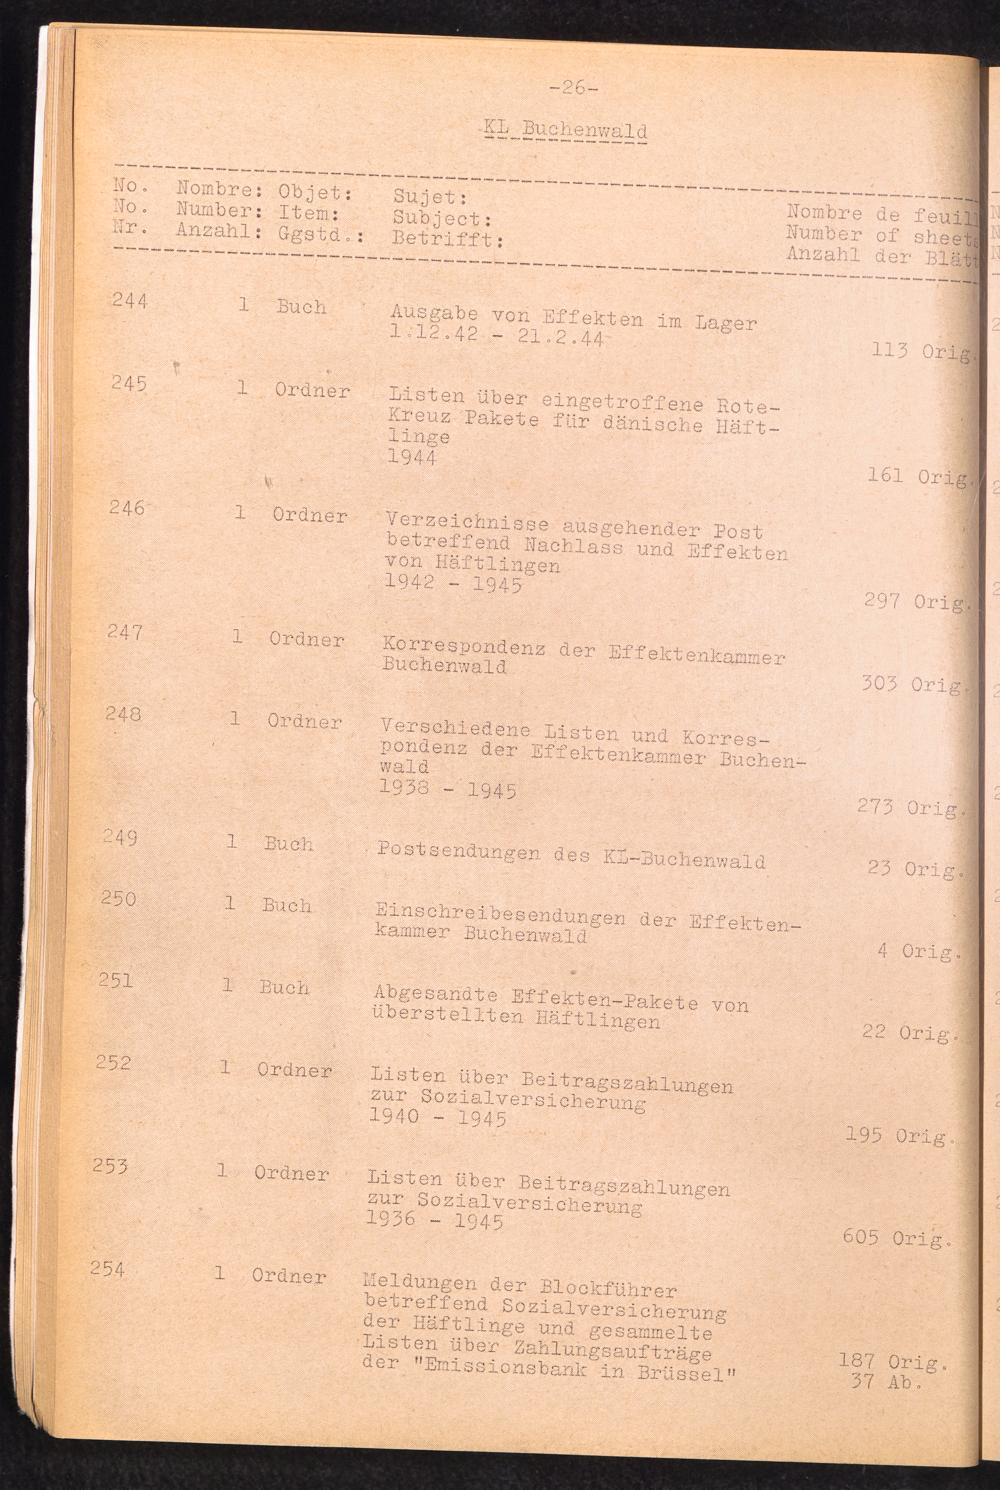 -26-
KL Buchenwald
No. Nombre: Objet: Sujet: Nombre de feuill
No. Number: Item: Subject: Number of sheets
Nr. Anzahl: Ggstd.: Betrifft: Anzahl der Blätt
244 1 Buch Ausgabe von Effekten im Lager
1.12.42 - 21.2.44
113 Orig.
245 1 Ordner Listen über eingetroffene Rote-
Kreuz Pakete für dänische Häft-
linge
1944
161 Orig.
246 1 Ordner Verzeichnisse ausgehender Post
betreffend Nachlass und Effekten
von Häftlingen
1942 - 1945
297 Orig.
247 1 Ordner Korrespondenz der Effektenkammer
Buchenwald
303 Orig.
248 1 Ordner Verschiedene Listen und Korres-
pondenz der Effektenkammer Buchen-
wald
1938 - 1945
273 Orig.
249 1 Buch Postsendungen des KL-Buchenwald
23 Orig.
250 1 Buch Einschreibesendungen der Effekten-
kammer Buchenwald
4 Orig.
251 1 Buch Abgesandte Effekten-Pakete von
überstellten Häftlingen
22 Orig.
252 1 Ordner Listen über Beitragszahlungen
zur Sozialversicherung
1940 - 1945
195 Orig.
253 1 Ordner Listen über Beitragszahlungen
zur Sozialversicherung
1936 - 1945
605 Orig.
254 1 Ordner Meldungen der Blockführer
betreffend Sozialversicherung
der Häftlinge und gesammelte
Listen über Zahlungsaufträge
der "Emissionsbank in Brüssel"
187 Orig.
37 Ab.